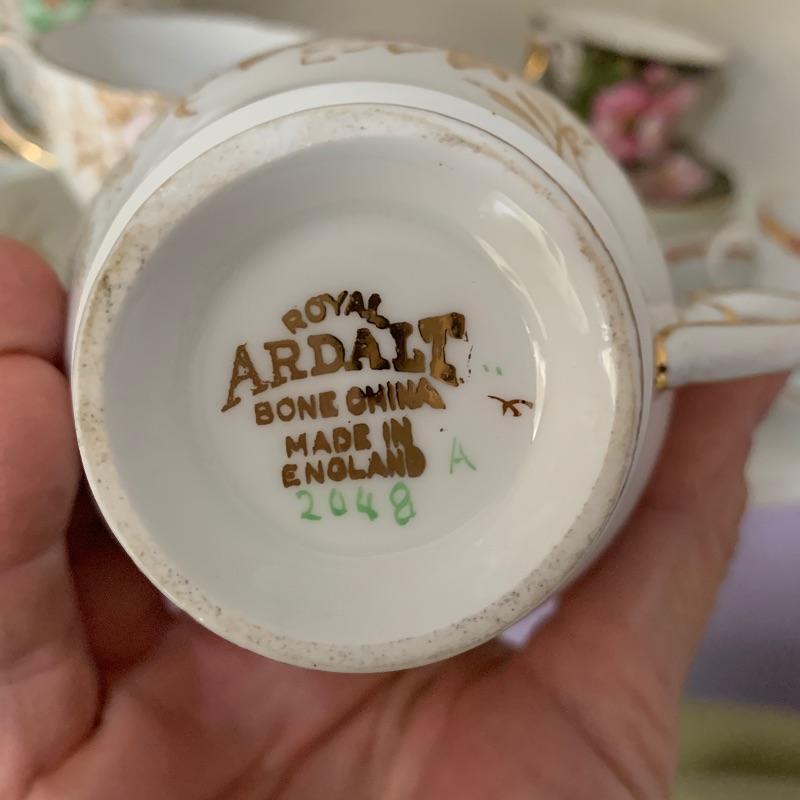 ROYAL
ARDALT
BONE CHINA
MADE IN
ENGLAND
A
2048